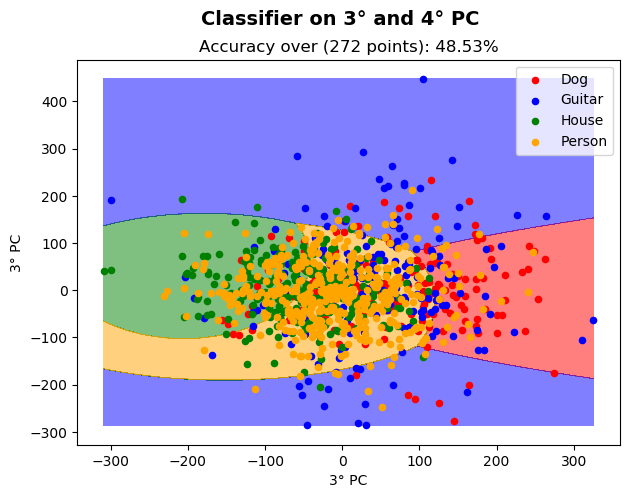 Classifier on 3° and 4° PC
Accuracy over (272 points): 48.53%
Dog
Guitar
House
Person
400
300
200
100
0
−100
−200
−300
3° PC
−300
−200
−100
0
100
200
300
3° PC